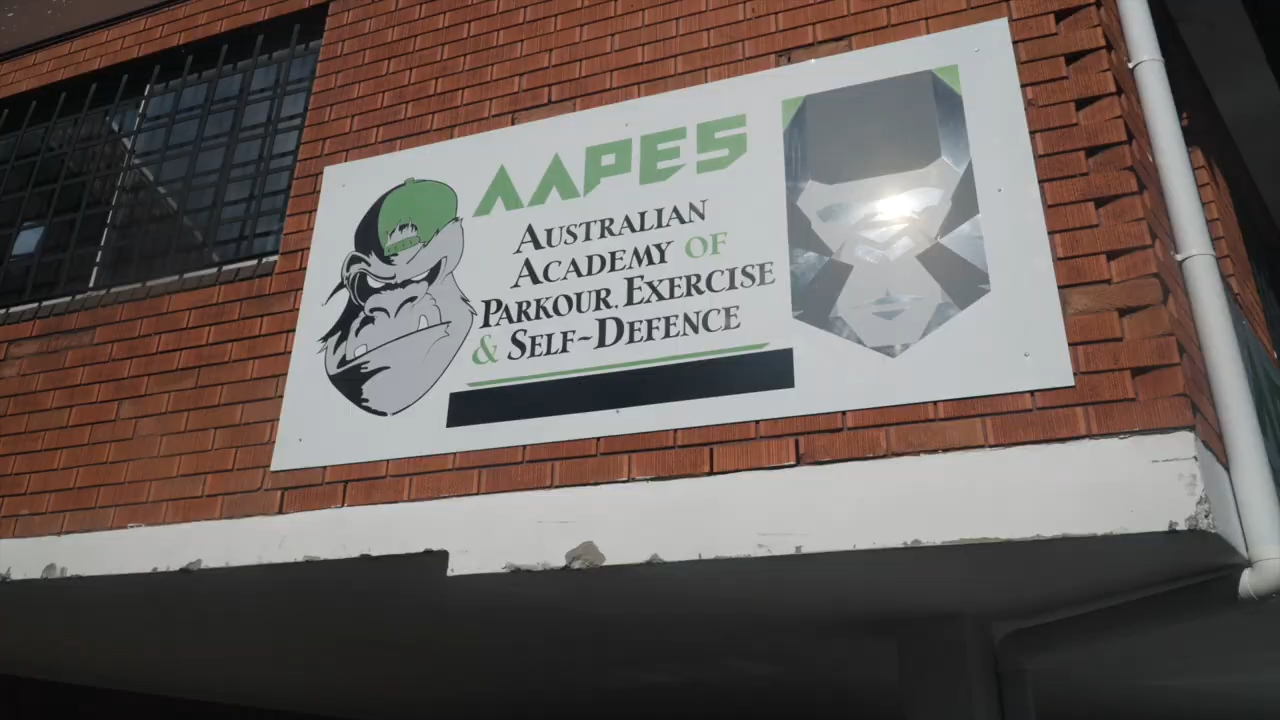 AAPES
AUSTRALIAN
ACADEMY OF
PARKOUR, EXERCISE
& SELF-DEFENCE